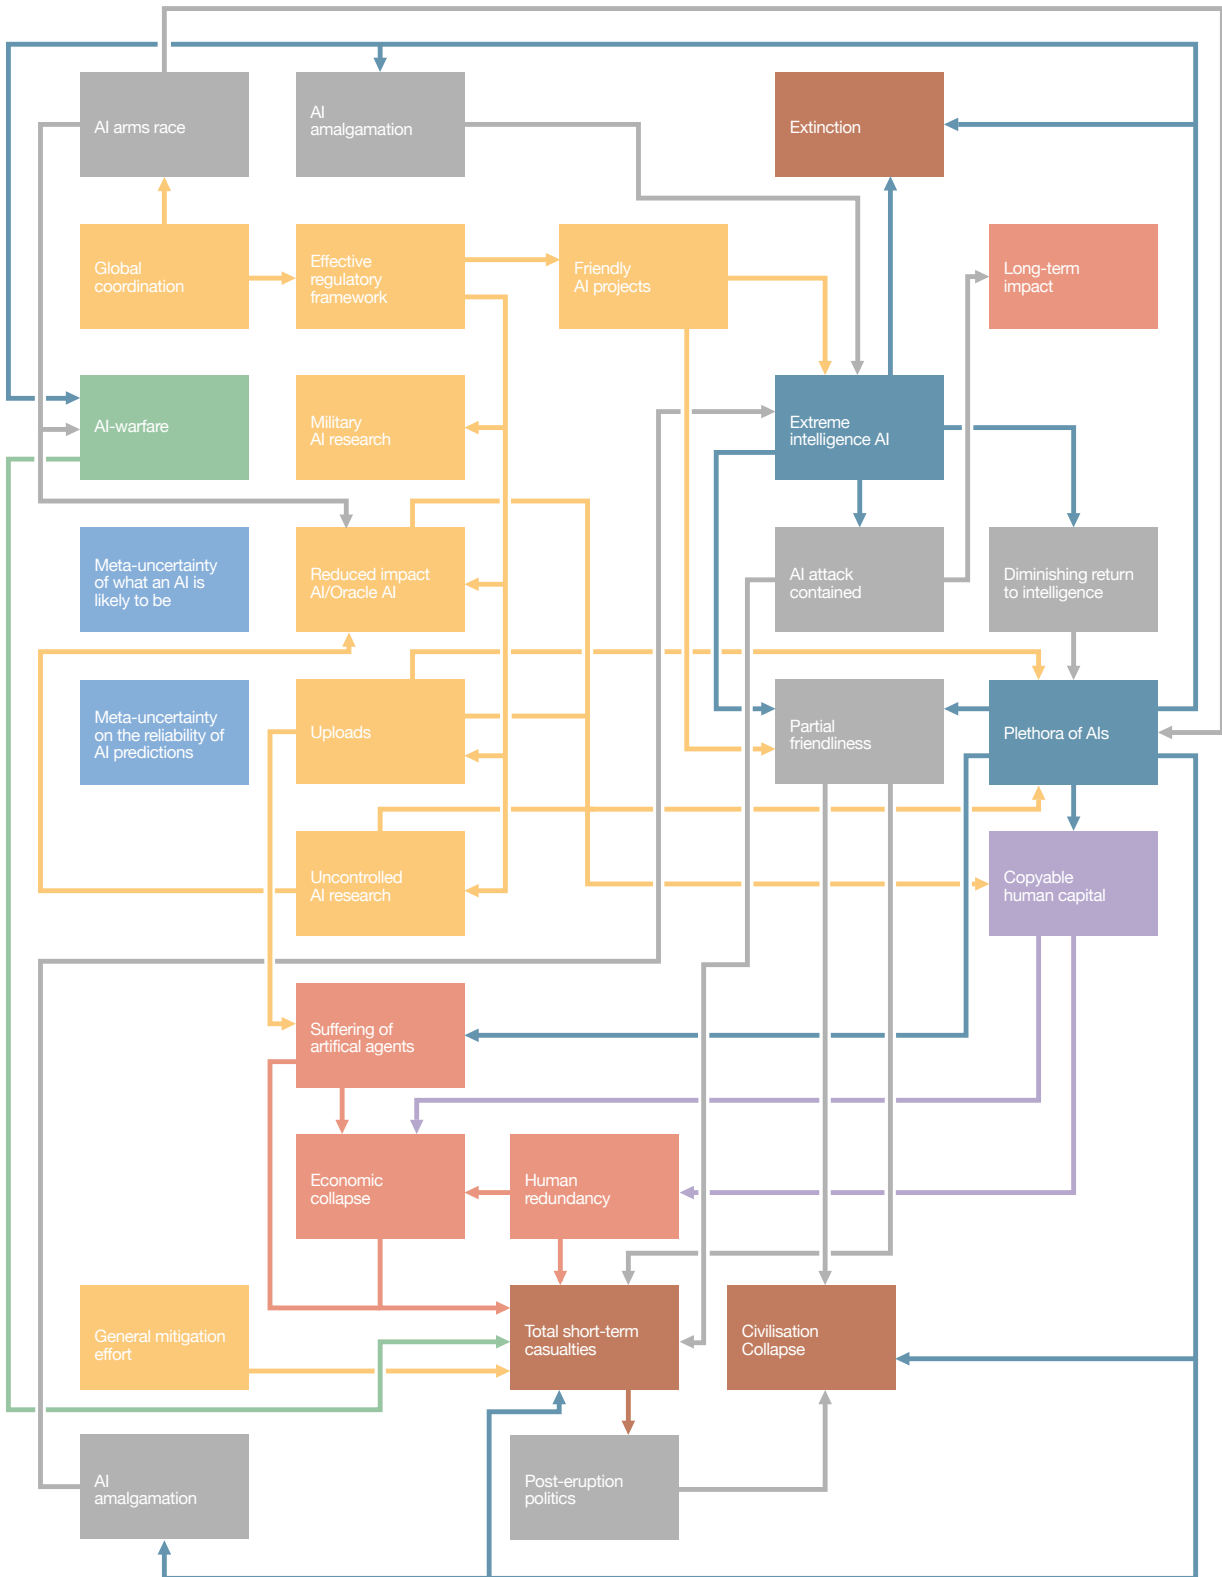 AI arms race
AI
amalgamation
Extinction
Global
coordination
Effective
regulatory
framework
Friendly
AI projects
Long-term
impact
AI-warfare
Military
AI research
Extreme
intelligence AI
Meta-uncertainty
of what an AI is
likely to be
Reduced impact
AI/Oracle AI
AI attack
contained
Diminishing return
to intelligence
Meta-uncertainty
on the reliability of
AI predictions
Uploads
Partial
friendliness
Plethora of AIs
Uncontrolled
AI research
Copyable
human capital
Suffering of
artifical agents
Economic
collapse
Human
redundancy
General mitigation
effort
Total short-term
casualties
Civilisation
Collapse
AI
amalgamation
Post-eruption
politics